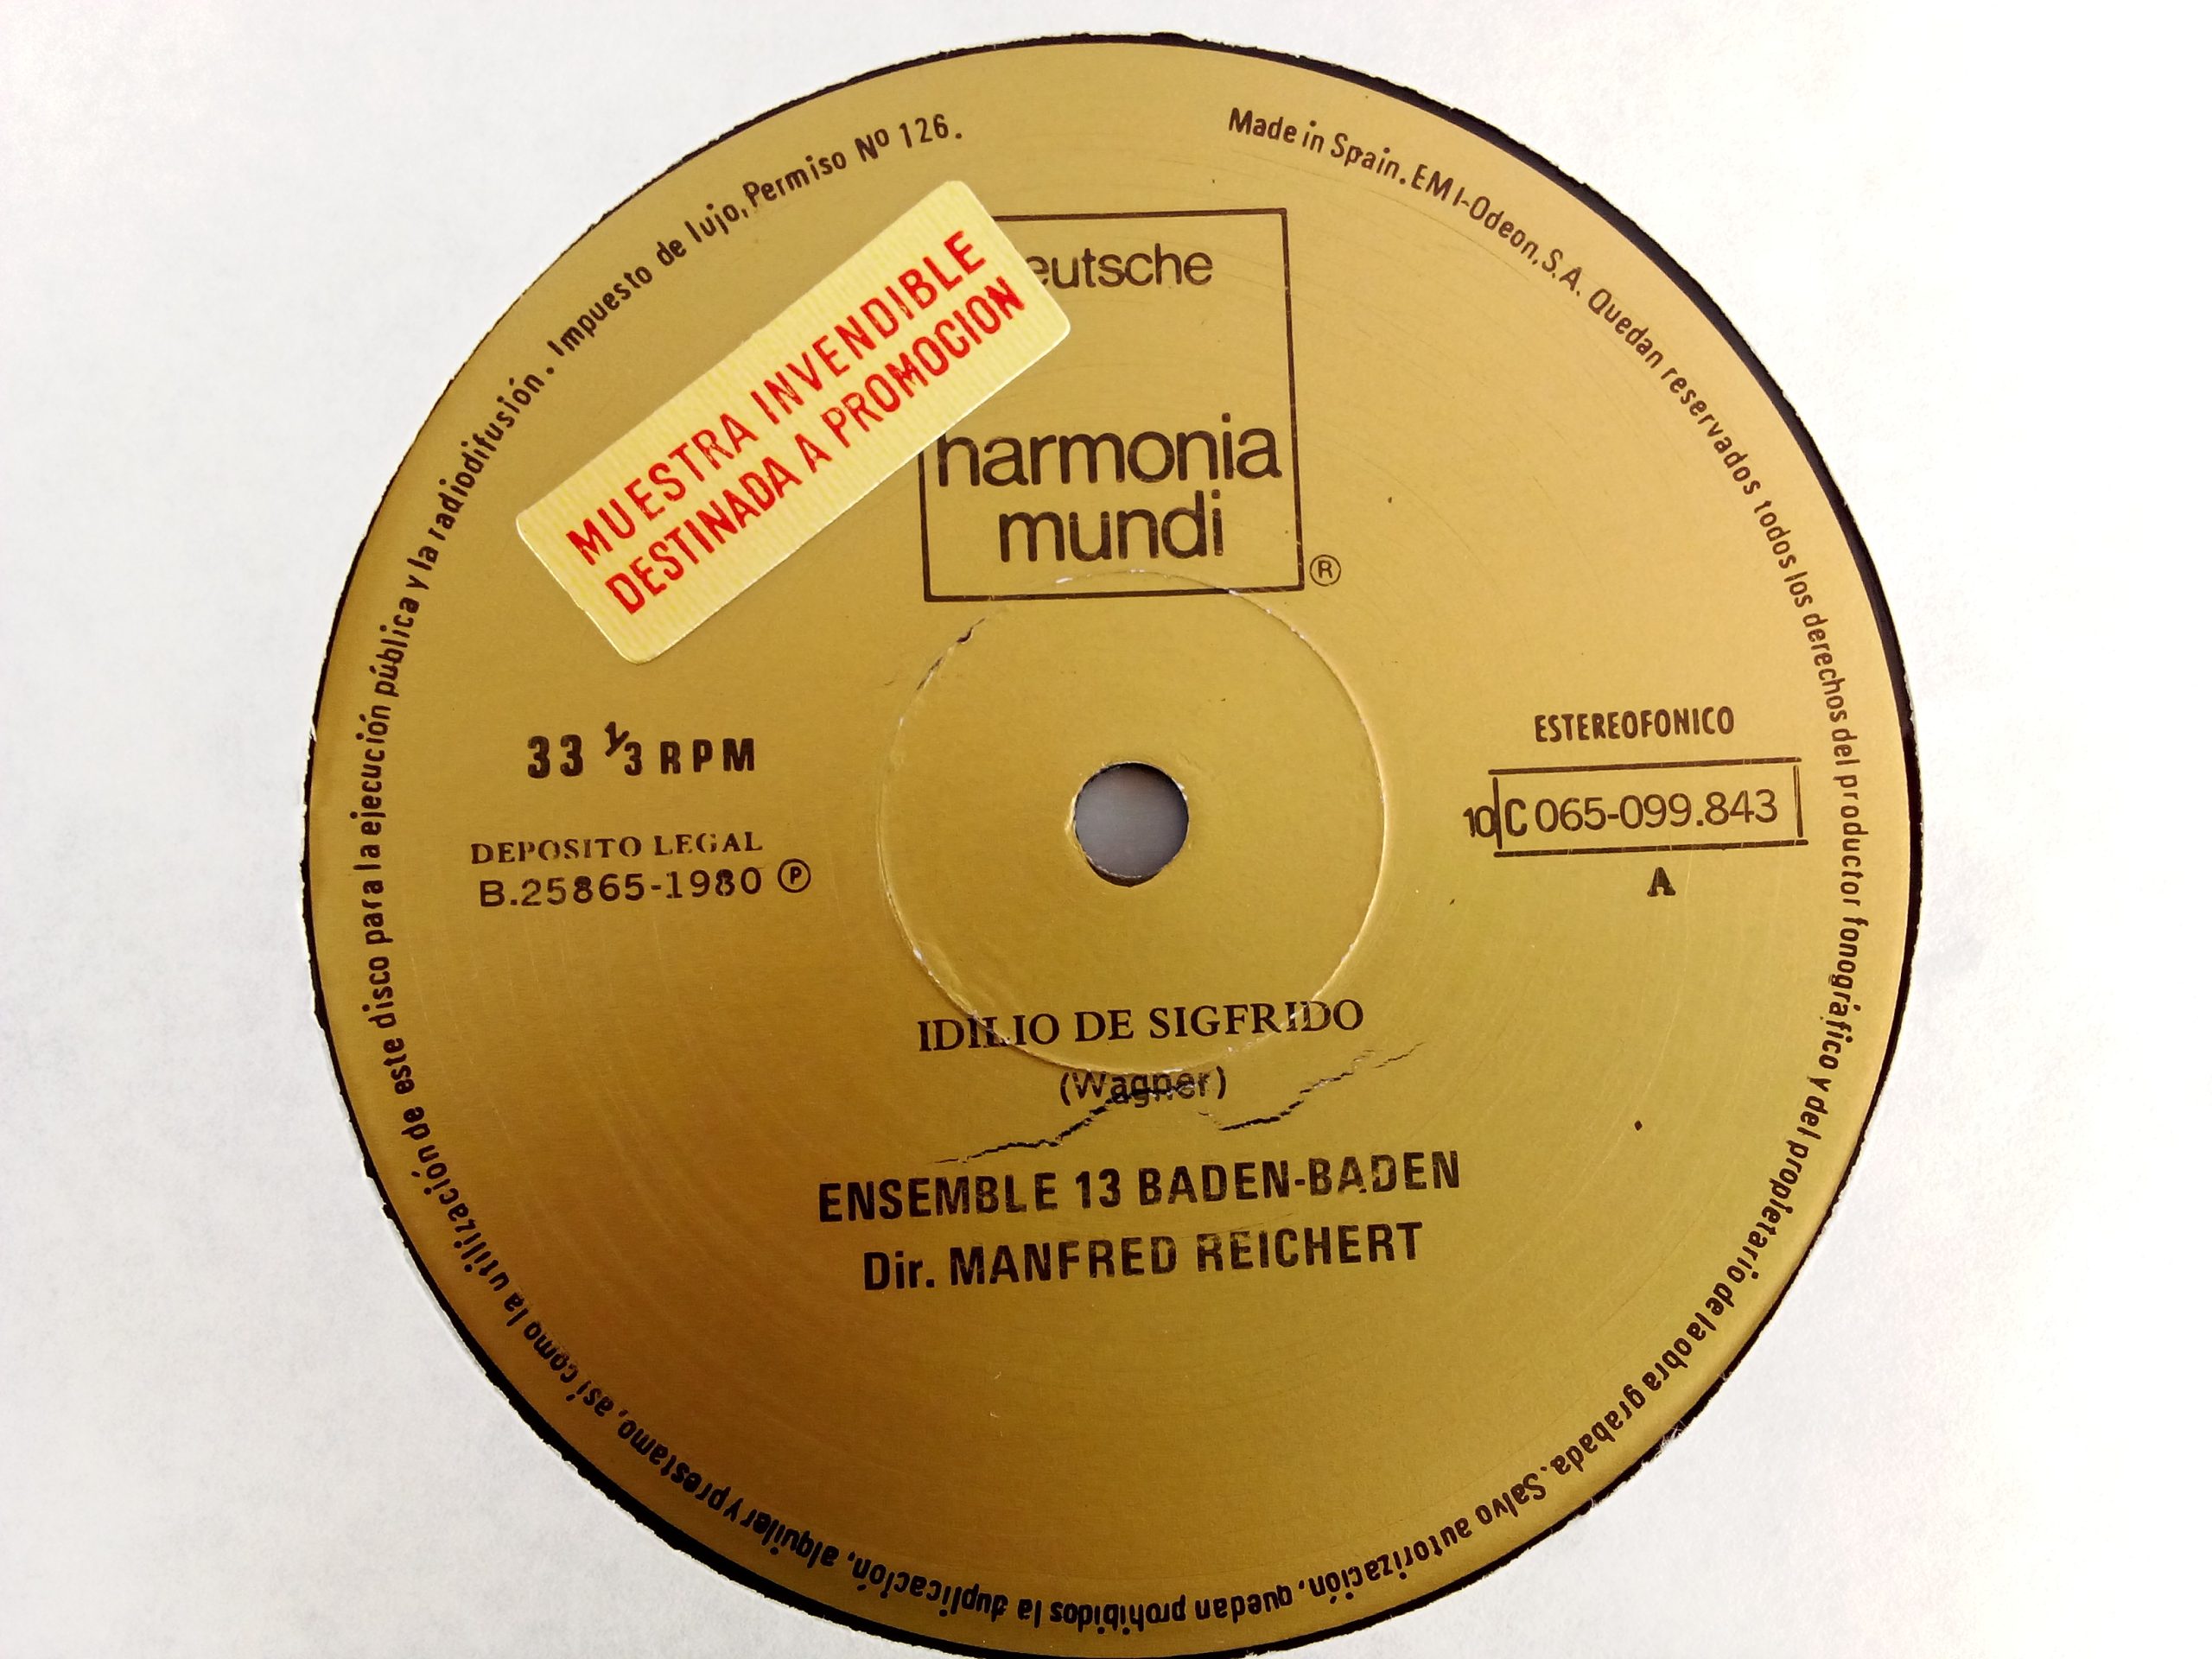 Made in Spain. EMI-Odeon, S.A. Quedan reservados todos los derechos del productor fonográfico y del propietario de la obra grabada. Salvo autorización, quedan prohibidos la duplicación, alquiler y prestamo, así como la utilización de este disco para la ejecución pública y la radiodifusión. Impuesto de lujo, Permiso Nº 126.
MUESTRA INVENDIBLE
DESTINADA A PROMOCION
eutsche
harmonia
mundi
®
33 1/3 RPM
DEPOSITO LEGAL
B.25865-1980 ℗
ESTEREOFONICO
10C 065-099.843
A
IDILIO DE SIGFRIDO
(Wagner)
ENSEMBLE 13 BADEN-BADEN
Dir. MANFRED REICHERT